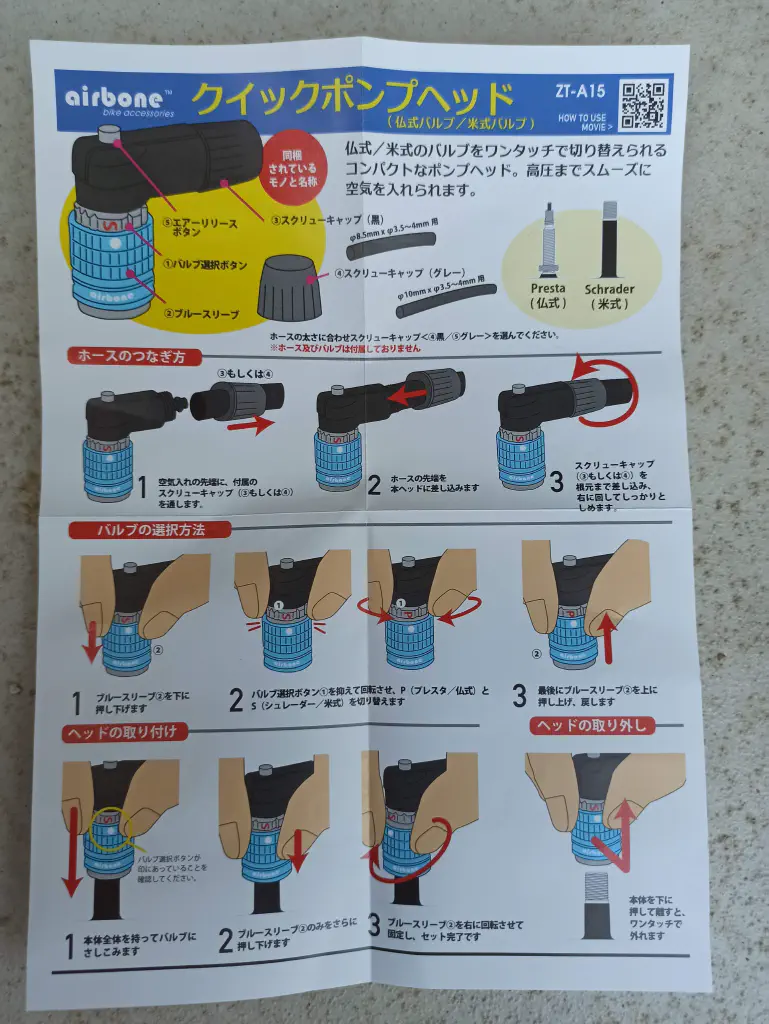 airbone™
bike accessories
クイックポンプヘッド
(仏式バルブ/米式バルブ)
ZT-A15
HOW TO USE
MOVIE >
同梱
されている
モノと名称
仏式/米式のバルブをワンタッチで切り替えられる
コンパクトなポンプヘッド。高圧までスムーズに
空気を入れられます。
⑤エアーリリース
ボタン
③スクリューキャップ(黒)
φ8.5mm x φ3.5~4mm 用
①バルブ選択ボタン
④スクリューキャップ(グレー)
φ10mm x φ3.5~4mm 用
②ブルースリーブ
S
airbone
Presta
(仏式)
Schrader
(米式)
ホースの太さに合わせスクリューキャップ<④黒/⑤グレー>を選んでください。
※ホース及びバルブは付属しておりません
ホースのつなぎ方
③もしくは④
1
空気入れの先端に、付属の
スクリューキャップ(③もしくは④)
を通します。
2
ホースの先端を
本ヘッドに差し込みます
3
スクリューキャップ
(③もしくは④)を
根元まで差し込み、
右に回してしっかりと
しめます。
バルブの選択方法
②
①
①
②
1
ブルースリーブ②を下に
押し下げます
2
バルブ選択ボタン①を抑えて回転させ、P(プレスタ/仏式)と
S(シュレーダー/米式)を切り替えます
3
最後にブルースリーブ②を上に
押し上げ、戻します
ヘッドの取り付け
ヘッドの取り外し
バルブ選択ボタンが
印にあっていることを
確認してください。
1
本体全体を持ってバルブに
さしこみます
2
ブルースリーブ②のみをさらに
押し下げます
3
ブルースリーブ②を右に回転させて
固定し、セット完了です
本体を下に
押して離すと、
ワンタッチで
外れます